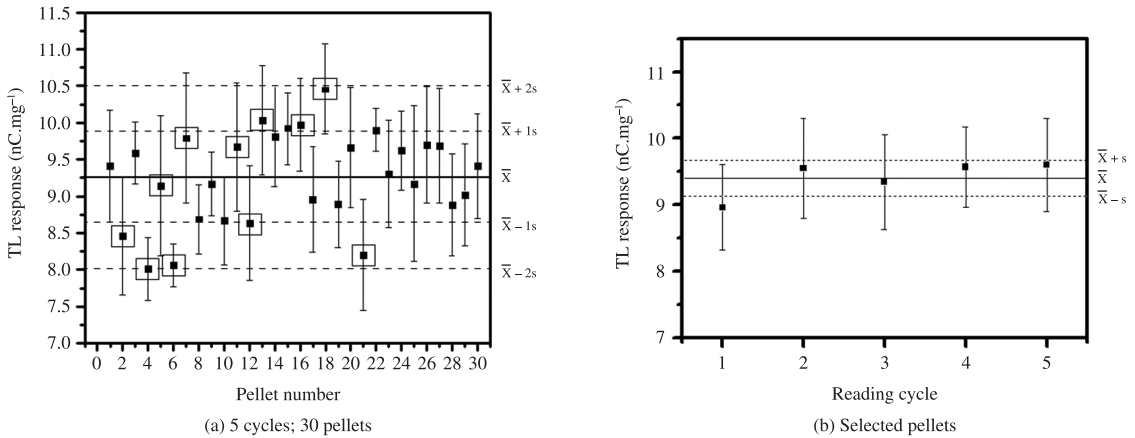 11.5
11.0
10.5
10.0
9.5
9.0
8.5
8.0
7.5
7.0
TL response (nC.mg⁻¹)
X̅ + 2s
X̅ + 1s
X̅
X̅ − 1s
X̅ − 2s
0 2 4 6 8 10 12 14 16 18 20 22 24 26 28 30
Pellet number
(a) 5 cycles; 30 pellets
11
10
9
8
7
TL response (nC.mg⁻¹)
X̅ + s
X̅
X̅ − s
1 2 3 4 5
Reading cycle
(b) Selected pellets